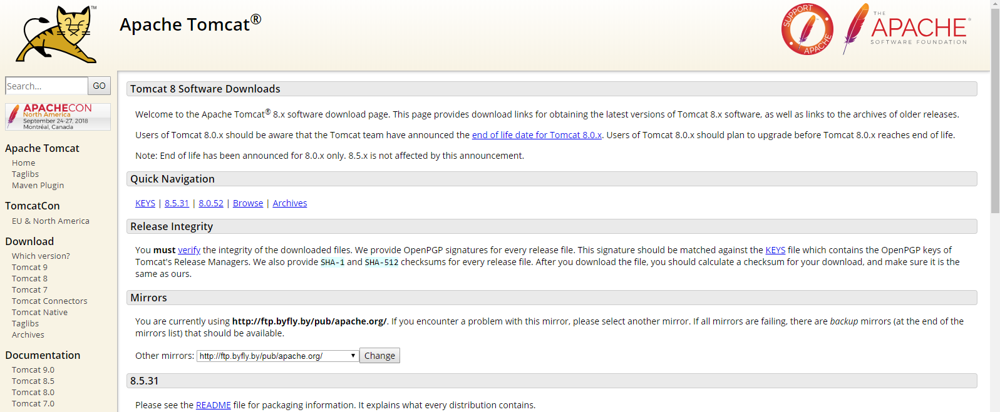 TM
Apache Tomcat®
SUPPORT
APACHE
THE
APACHE®
SOFTWARE FOUNDATION
Search...
GO
APACHECON
North America
September 24-27, 2018
Montréal, Canada
Apache Tomcat
Home
Taglibs
Maven Plugin
TomcatCon
EU & North America
Download
Which version?
Tomcat 9
Tomcat 8
Tomcat 7
Tomcat Connectors
Tomcat Native
Taglibs
Archives
Documentation
Tomcat 9.0
Tomcat 8.5
Tomcat 8.0
Tomcat 7.0
Tomcat 8 Software Downloads
Welcome to the Apache Tomcat® 8.x software download page. This page provides download links for obtaining the latest versions of Tomcat 8.x software, as well as links to the archives of older releases.
Users of Tomcat 8.0.x should be aware that the Tomcat team have announced the end of life date for Tomcat 8.0.x. Users of Tomcat 8.0.x should plan to upgrade before Tomcat 8.0.x reaches end of life.
Note: End of life has been announced for 8.0.x only. 8.5.x is not affected by this announcement.
Quick Navigation
KEYS | 8.5.31 | 8.0.52 | Browse | Archives
Release Integrity
You must verify the integrity of the downloaded files. We provide OpenPGP signatures for every release file. This signature should be matched against the KEYS file which contains the OpenPGP keys of
Tomcat's Release Managers. We also provide SHA-1 and SHA-512 checksums for every release file. After you download the file, you should calculate a checksum for your download, and make sure it is the
same as ours.
Mirrors
You are currently using http://ftp.byfly.by/pub/apache.org/. If you encounter a problem with this mirror, please select another mirror. If all mirrors are failing, there are backup mirrors (at the end of the
mirrors list) that should be available.
Other mirrors: http://ftp.byfly.by/pub/apache.org/ Change
8.5.31
Please see the README file for packaging information. It explains what every distribution contains.